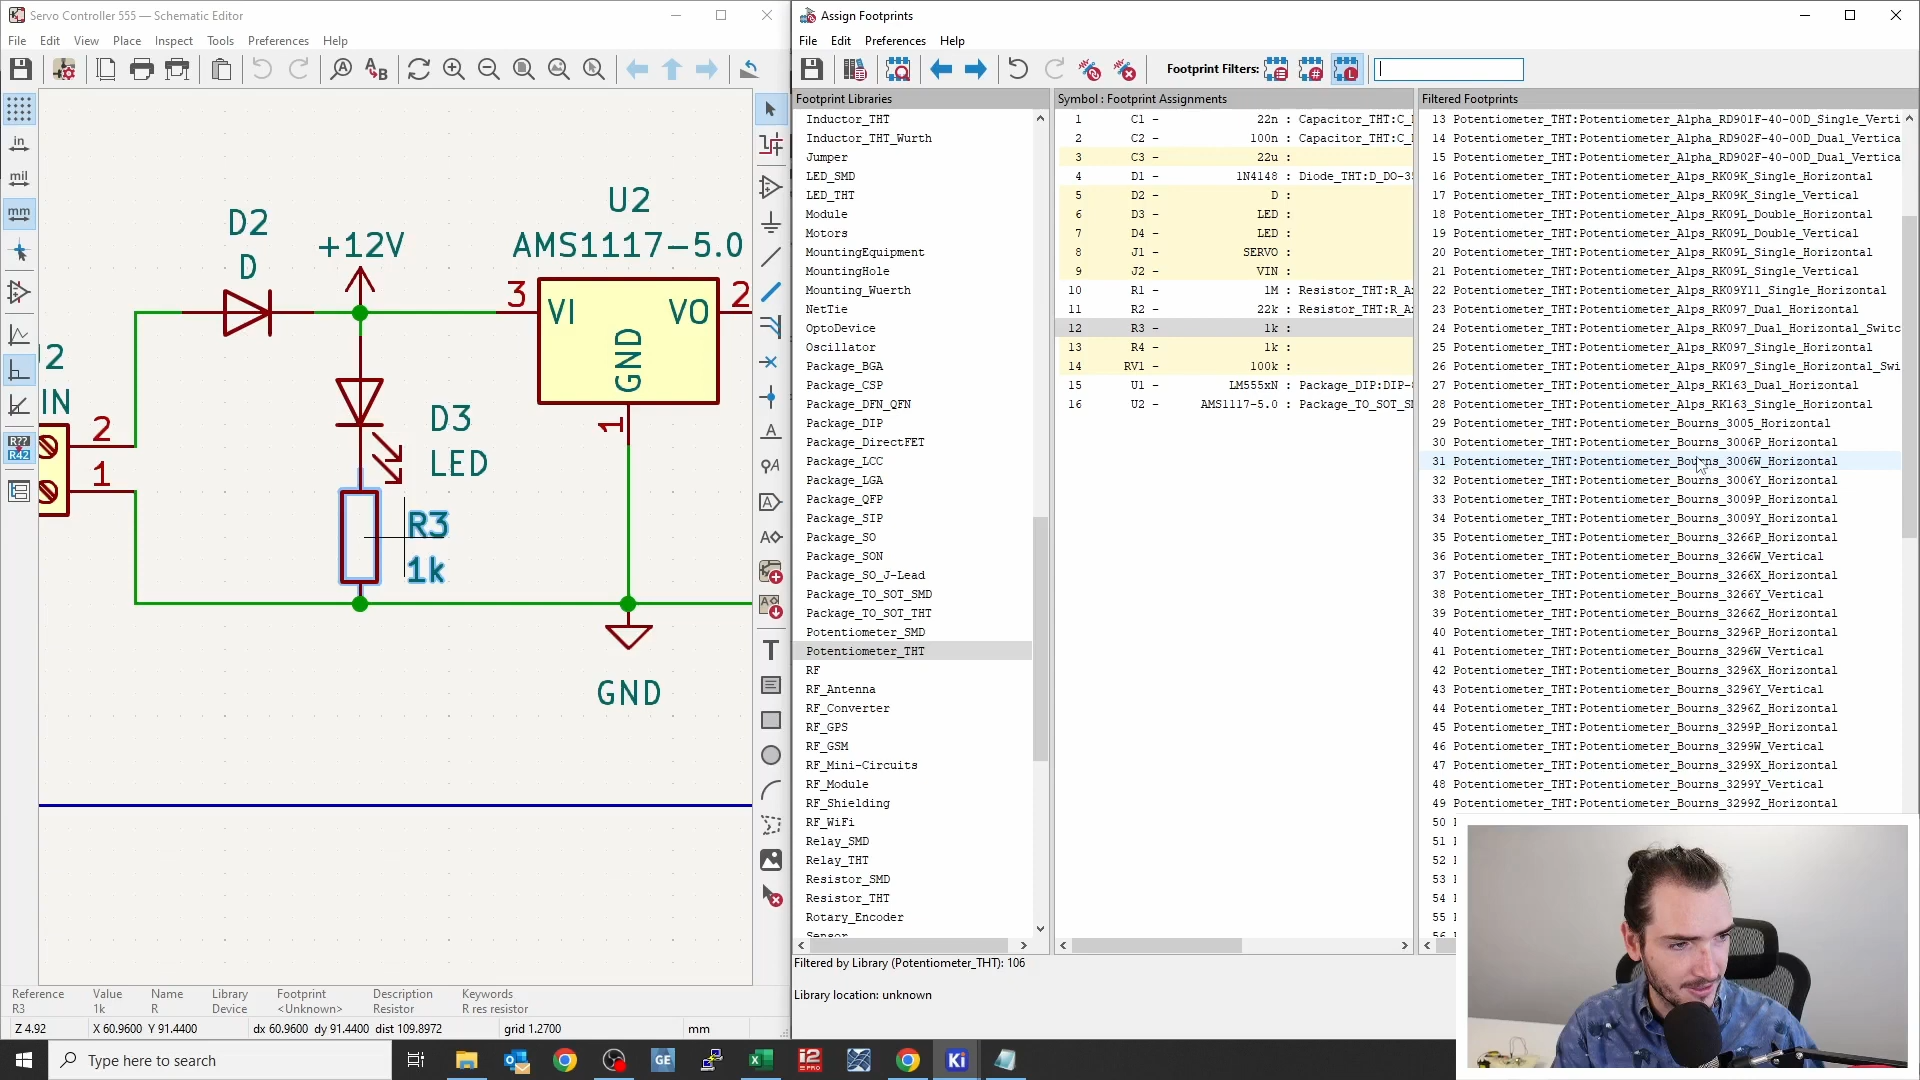 Servo Controller 555 — Schematic Editor
File Edit View Place Inspect Tools Preferences Help
in
mil
mm
R??
R42
D2
D
+12V
U2
AMS1117-5.0
3
VI
VO
2
GND
1
J2
IN
2
1
D3
LED
R3
1k
GND
Reference Value Name Library Footprint Description Keywords
R3 1k R Device <Unknown> Resistor R res resistor
Z 4.92 X 60.9600 Y 91.4400 dx 60.9600 dy 91.4400 dist 109.8972 grid 1.2700 mm
Assign Footprints
File Edit Preferences Help
Footprint Filters:
Footprint Libraries
Inductor_THT
Inductor_THT_Wurth
Jumper
LED_SMD
LED_THT
Module
Motors
MountingEquipment
MountingHole
Mounting_Wuerth
NetTie
OptoDevice
Oscillator
Package_BGA
Package_CSP
Package_DFN_QFN
Package_DIP
Package_DirectFET
Package_LCC
Package_LGA
Package_QFP
Package_SIP
Package_SO
Package_SON
Package_SO_J-Lead
Package_TO_SOT_SMD
Package_TO_SOT_THT
Potentiometer_SMD
Potentiometer_THT
RF
RF_Antenna
RF_Converter
RF_GPS
RF_GSM
RF_Mini-Circuits
RF_Module
RF_Shielding
RF_WiFi
Relay_SMD
Relay_THT
Resistor_SMD
Resistor_THT
Rotary_Encoder
Sensor
Symbol : Footprint Assignments
1 C1 - 22n : Capacitor_THT:C_
2 C2 - 100n : Capacitor_THT:C_
3 C3 - 22u :
4 D1 - 1N4148 : Diode_THT:D_DO-3
5 D2 - D :
6 D3 - LED :
7 D4 - LED :
8 J1 - SERVO :
9 J2 - VIN :
10 R1 - 1M : Resistor_THT:R_A
11 R2 - 22k : Resistor_THT:R_A
12 R3 - 1k :
13 R4 - 1k :
14 RV1 - 100k :
15 U1 - LM555xN : Package_DIP:DIP-
16 U2 - AMS1117-5.0 : Package_TO_SOT_S
Filtered Footprints
13 Potentiometer_THT:Potentiometer_Alpha_RD901F-40-00D_Single_Verti
14 Potentiometer_THT:Potentiometer_Alpha_RD902F-40-00D_Dual_Vertica
15 Potentiometer_THT:Potentiometer_Alpha_RD902F-40-00D_Dual_Vertica
16 Potentiometer_THT:Potentiometer_Alps_RK09K_Single_Horizontal
17 Potentiometer_THT:Potentiometer_Alps_RK09K_Single_Vertical
18 Potentiometer_THT:Potentiometer_Alps_RK09L_Double_Horizontal
19 Potentiometer_THT:Potentiometer_Alps_RK09L_Double_Vertical
20 Potentiometer_THT:Potentiometer_Alps_RK09L_Single_Horizontal
21 Potentiometer_THT:Potentiometer_Alps_RK09L_Single_Vertical
22 Potentiometer_THT:Potentiometer_Alps_RK09Y11_Single_Horizontal
23 Potentiometer_THT:Potentiometer_Alps_RK097_Dual_Horizontal
24 Potentiometer_THT:Potentiometer_Alps_RK097_Dual_Horizontal_Switc
25 Potentiometer_THT:Potentiometer_Alps_RK097_Single_Horizontal
26 Potentiometer_THT:Potentiometer_Alps_RK097_Single_Horizontal_Swi
27 Potentiometer_THT:Potentiometer_Alps_RK163_Dual_Horizontal
28 Potentiometer_THT:Potentiometer_Alps_RK163_Single_Horizontal
29 Potentiometer_THT:Potentiometer_Bourns_3005_Horizontal
30 Potentiometer_THT:Potentiometer_Bourns_3006P_Horizontal
31 Potentiometer_THT:Potentiometer_Bourns_3006W_Horizontal
32 Potentiometer_THT:Potentiometer_Bourns_3006Y_Horizontal
33 Potentiometer_THT:Potentiometer_Bourns_3009P_Horizontal
34 Potentiometer_THT:Potentiometer_Bourns_3009Y_Horizontal
35 Potentiometer_THT:Potentiometer_Bourns_3266P_Horizontal
36 Potentiometer_THT:Potentiometer_Bourns_3266W_Vertical
37 Potentiometer_THT:Potentiometer_Bourns_3266X_Horizontal
38 Potentiometer_THT:Potentiometer_Bourns_3266Y_Vertical
39 Potentiometer_THT:Potentiometer_Bourns_3266Z_Horizontal
40 Potentiometer_THT:Potentiometer_Bourns_3296P_Horizontal
41 Potentiometer_THT:Potentiometer_Bourns_3296W_Vertical
42 Potentiometer_THT:Potentiometer_Bourns_3296X_Horizontal
43 Potentiometer_THT:Potentiometer_Bourns_3296Y_Vertical
44 Potentiometer_THT:Potentiometer_Bourns_3296Z_Horizontal
45 Potentiometer_THT:Potentiometer_Bourns_3299P_Horizontal
46 Potentiometer_THT:Potentiometer_Bourns_3299W_Vertical
47 Potentiometer_THT:Potentiometer_Bourns_3299X_Horizontal
48 Potentiometer_THT:Potentiometer_Bourns_3299Y_Vertical
49 Potentiometer_THT:Potentiometer_Bourns_3299Z_Horizontal
50
51
52
53
54
55
56
Filtered by Library (Potentiometer_THT): 106
Library location: unknown
Type here to search
GE
i2 PRO
Ki